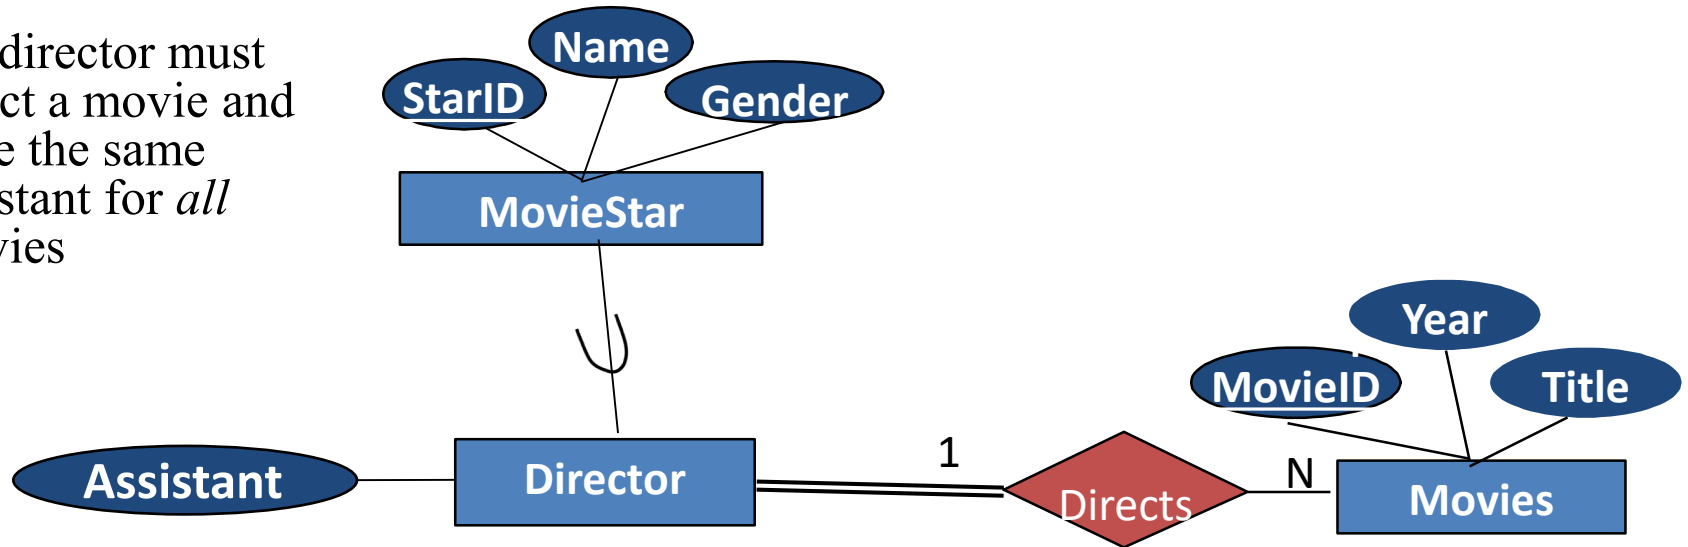 director must
ct a movie and
e the same
stant for all
vies
Name
StarID
Gender
MovieStar
Year
MovieID
Title
1
N
Assistant
Director
Directs
Movies